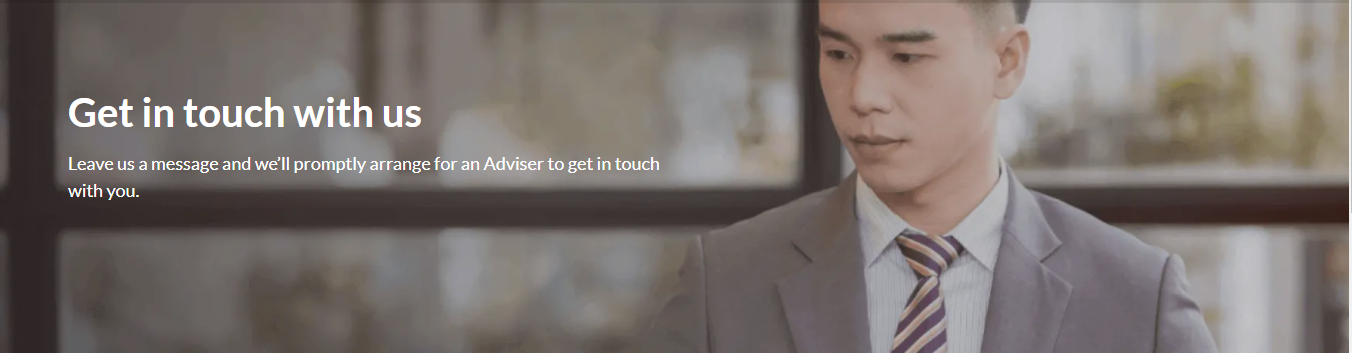 Get in touch with us
Leave us a message and we’ll promptly arrange for an Adviser to get in touch
with you.